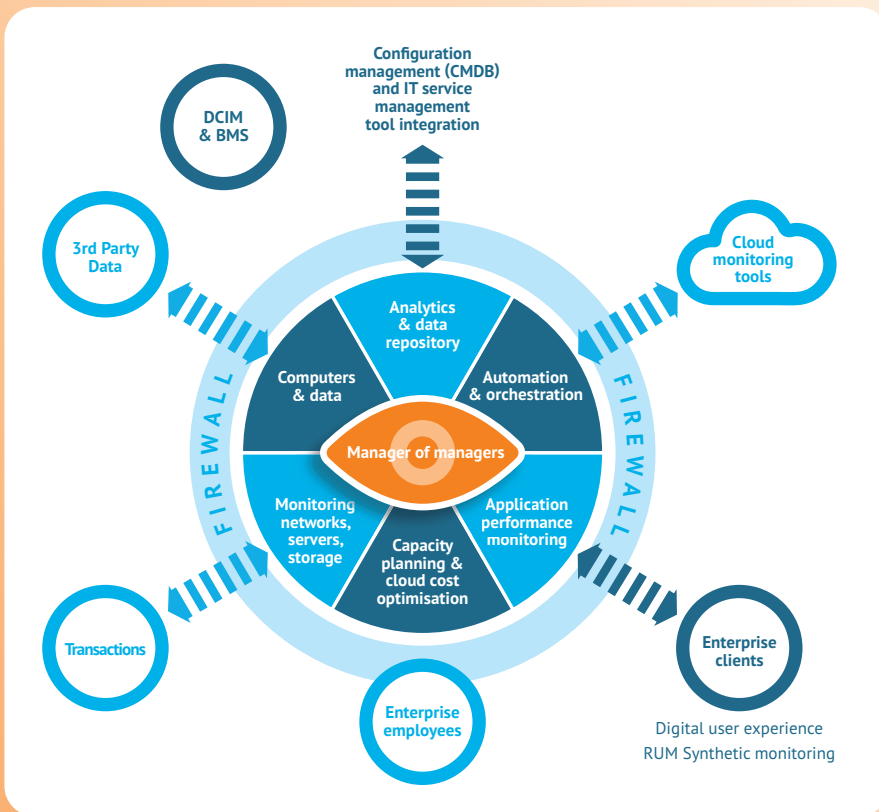 Configuration
management (CMDB)
and IT service
management
tool integration
DCIM
& BMS
3rd Party
Data
Cloud
monitoring
tools
Analytics
& data
repository
Computers
& data
Automation
& orchestration
FIREWALL
FIREWALL
Manager of managers
Monitoring
networks,
servers,
storage
Application
performance
monitoring
Capacity
planning &
cloud cost
optimisation
Transactions
Enterprise
clients
Enterprise
employees
Digital user experience
RUM Synthetic monitoring